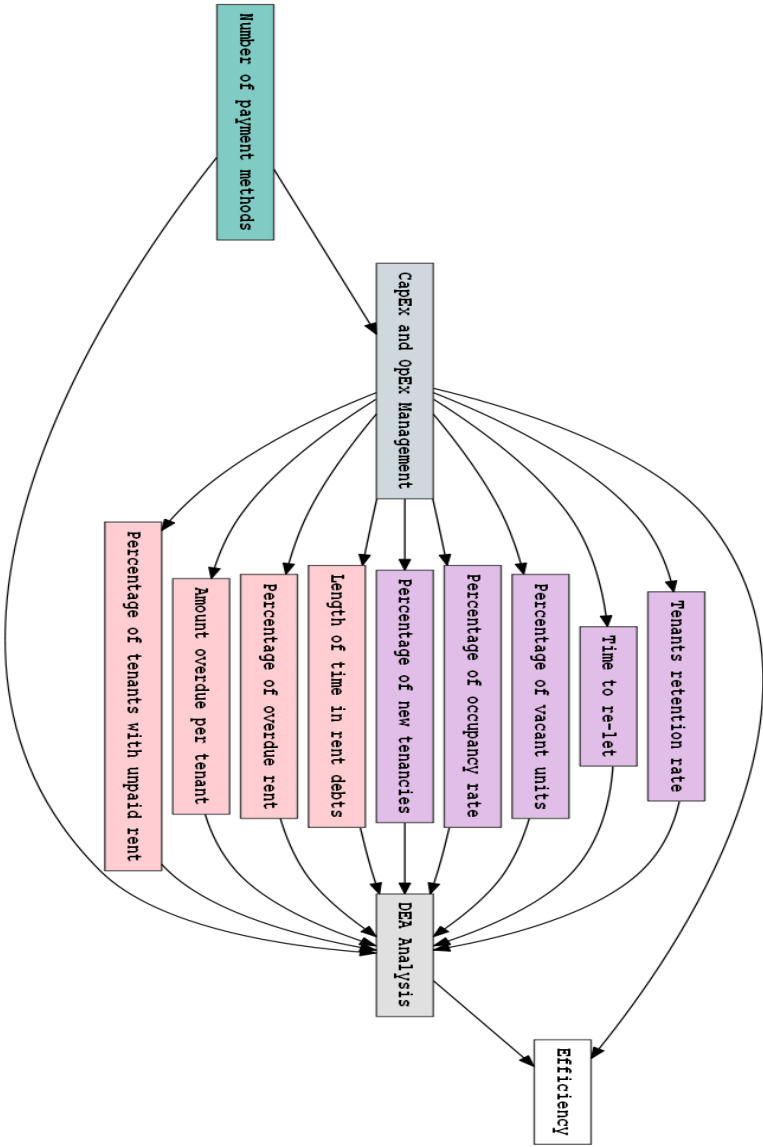 Number of payment methods
CapEx and OpEx Management
Tenants retention rate
Time to re-let
Percentage of vacant units
Percentage of occupancy rate
Percentage of new tenancies
Length of time in rent debts
Percentage of overdue rent
Amount overdue per tenant
Percentage of tenants with unpaid rent
DEA Analysis
Efficiency